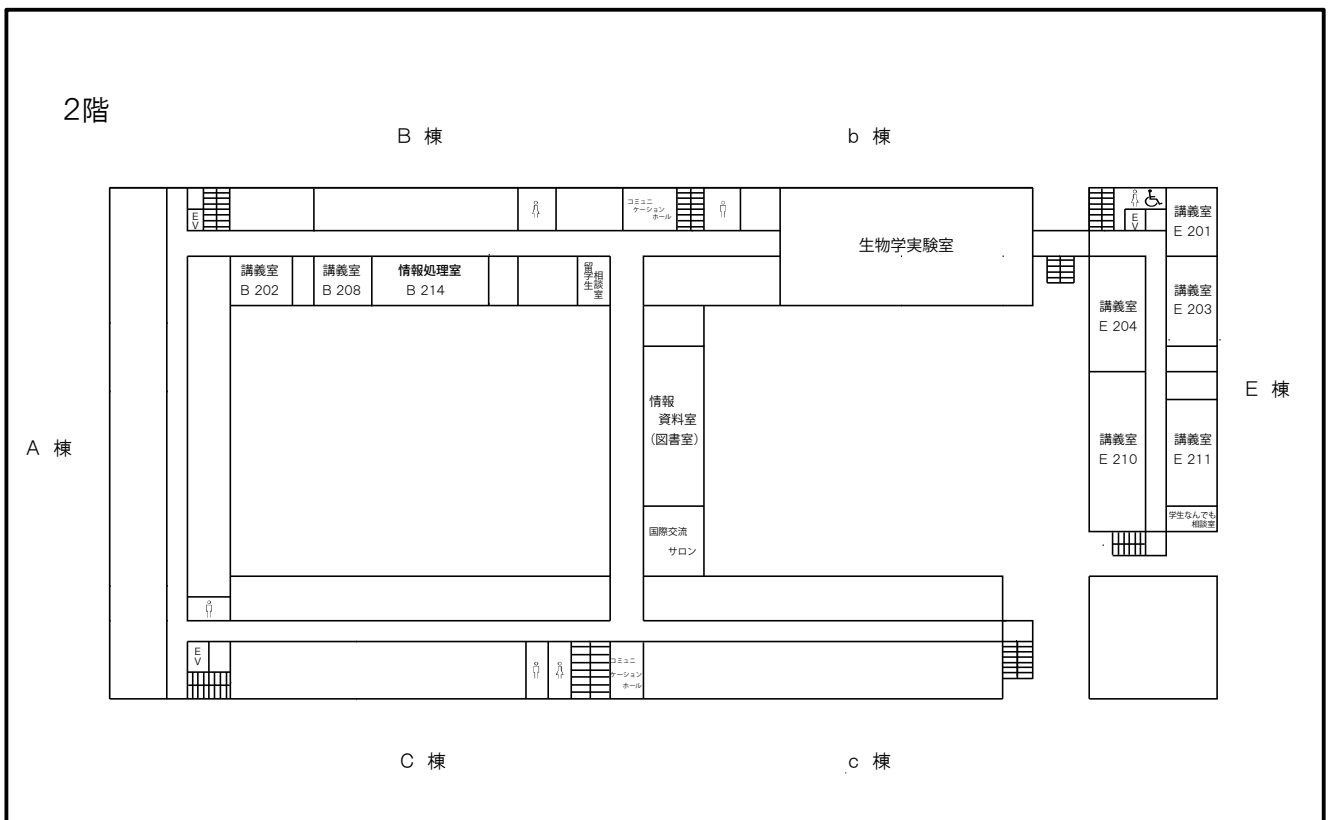 2階
B 棟
b 棟
コミュニ
ケーション
ホール
EV
EV
生物学実験室
講義室
E 201
講義室
B 202
講義室
B 208
情報処理室
B 214
留学生
相談室
講義室
E 204
講義室
E 203
A 棟
E 棟
情報
資料室
(図書室)
講義室
E 210
講義室
E 211
国際交流
サロン
学生なんでも
相談室
EV
コミュニ
ケーション
ホール
C 棟
c 棟